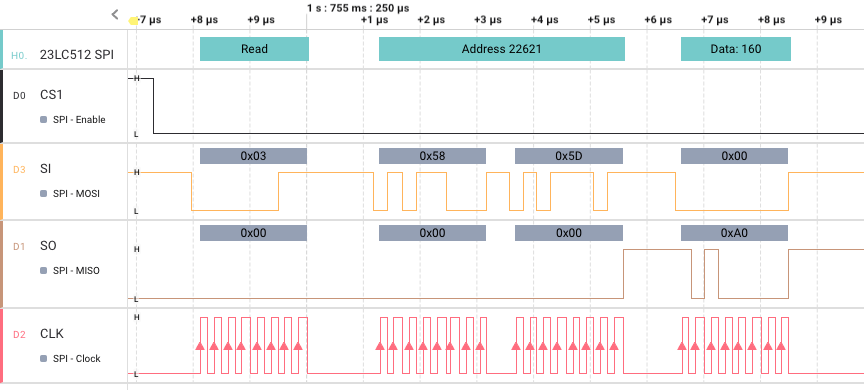 1 s : 755 ms : 250 µs
+7 µs +8 µs +9 µs +1 µs +2 µs +3 µs +4 µs +5 µs +6 µs +7 µs +8 µs +9 µs
H0. 23LC512 SPI Read Address 22621 Data: 160
D0 CS1 H
SPI - Enable
L
0x03 0x58 0x5D 0x00
D3 SI H
SPI - MOSI
L
0x00 0x00 0x00 0xA0
D1 SO H
SPI - MISO
L
H
D2 CLK
SPI - Clock
L